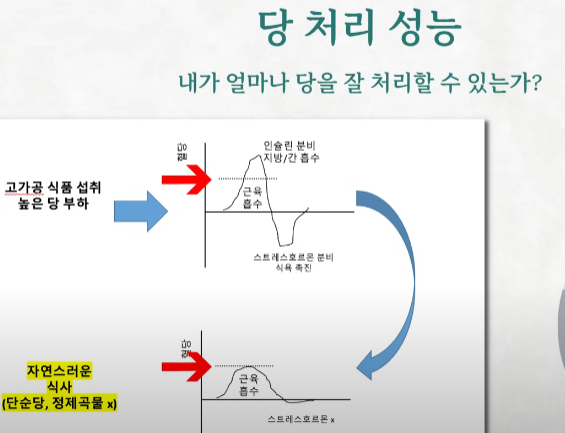 당 처리 성능
내가 얼마나 당을 잘 처리할 수 있는가?
혈당
인슐린 분비
지방/간 흡수
고가공 식품 섭취
높은 당 부하
근육
흡수
스트레스호르몬 분비
식욕 촉진
혈당
자연스러운
식사
(단순당, 정제곡물 x)
근육
흡수
스트레스호르몬 x